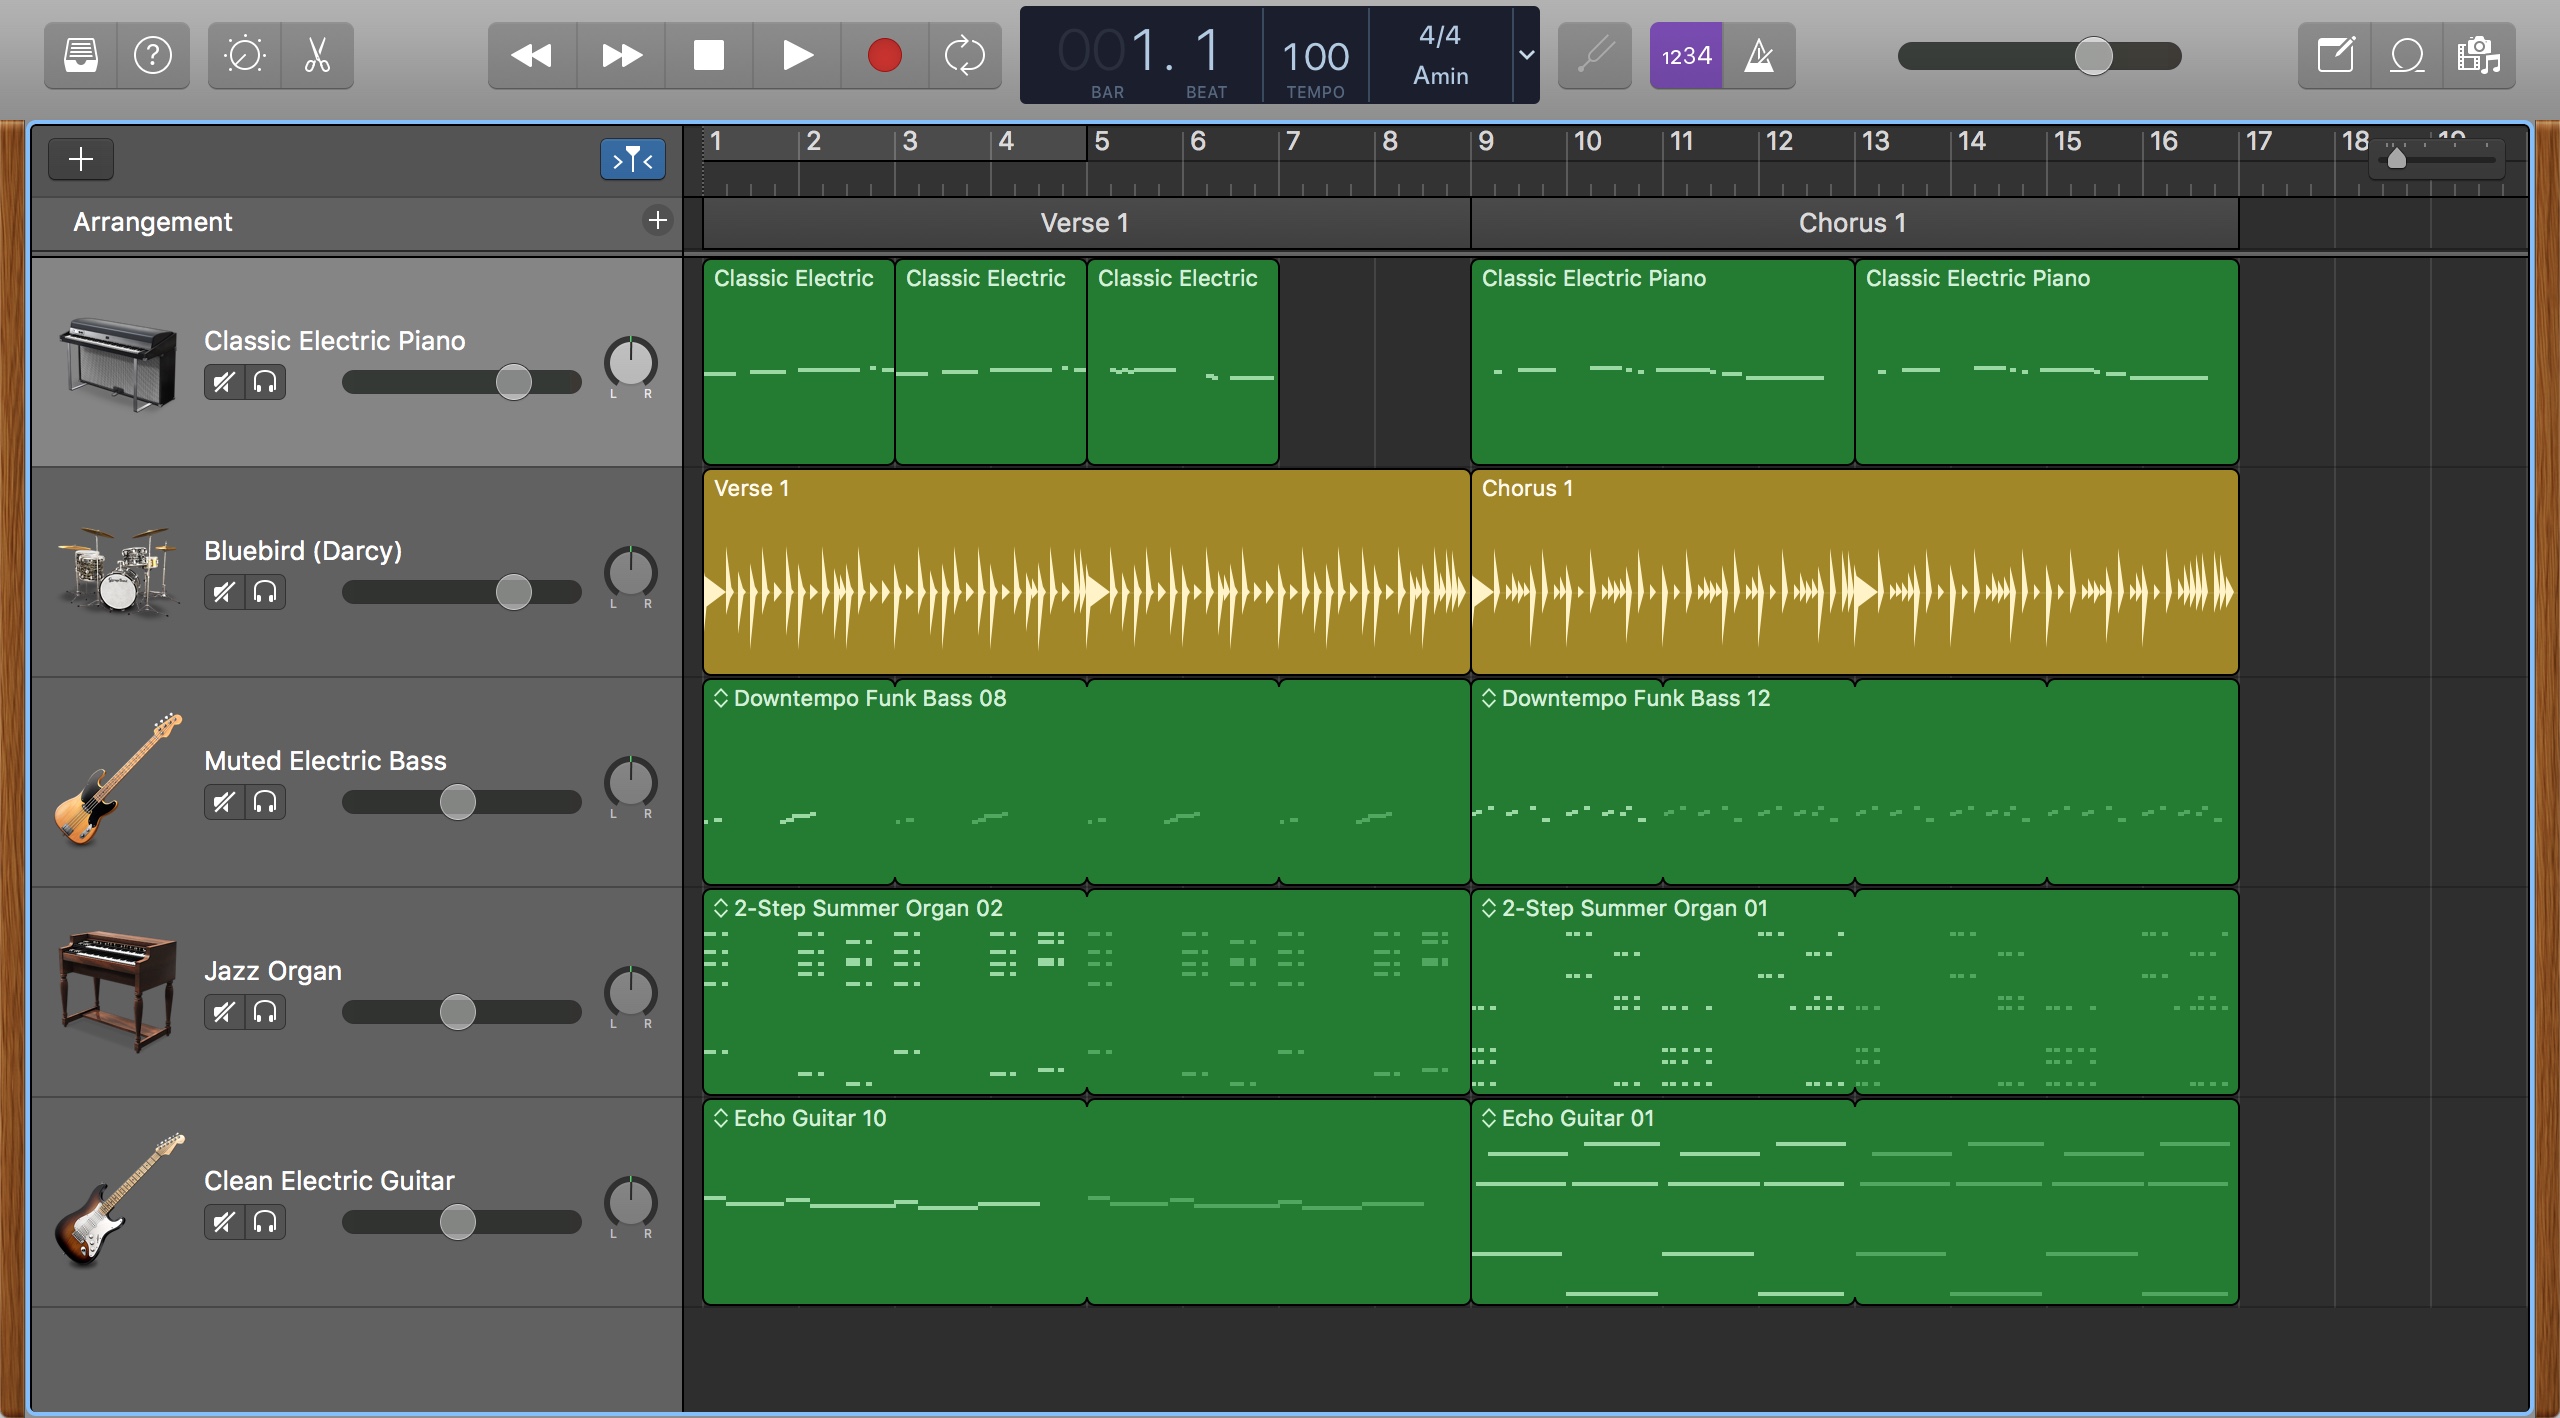 001. 1
BAR BEAT
100
TEMPO
4/4
Amin
1234
1 2 3 4 5 6 7 8 9 10 11 12 13 14 15 16 17 18 19
Arrangement
Verse 1
Chorus 1
Classic Electric Piano
L R
Classic Electric
Classic Electric
Classic Electric
Classic Electric Piano
Classic Electric Piano
Bluebird (Darcy)
L R
Verse 1
Chorus 1
Muted Electric Bass
L R
Downtempo Funk Bass 08
Downtempo Funk Bass 12
Jazz Organ
L R
2-Step Summer Organ 02
2-Step Summer Organ 01
Clean Electric Guitar
L R
Echo Guitar 10
Echo Guitar 01